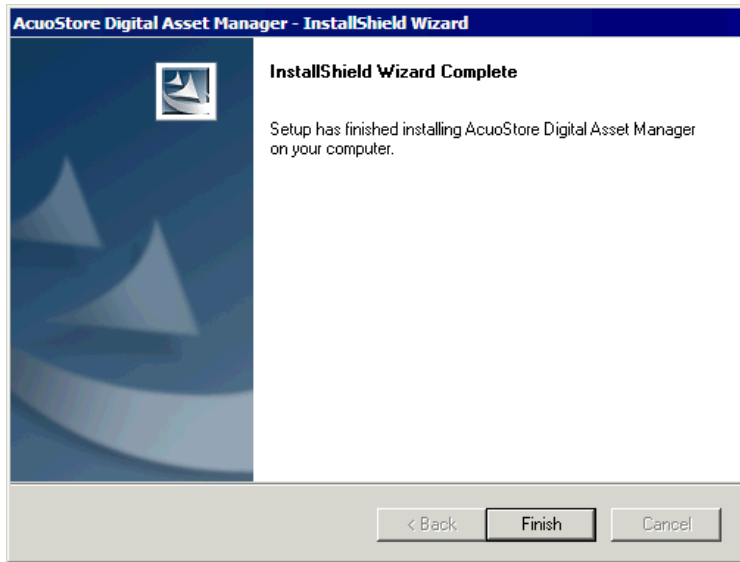 AcuoStore Digital Asset Manager - InstallShield Wizard
InstallShield Wizard Complete
Setup has finished installing AcuoStore Digital Asset Manager
on your computer.
< Back Finish Cancel